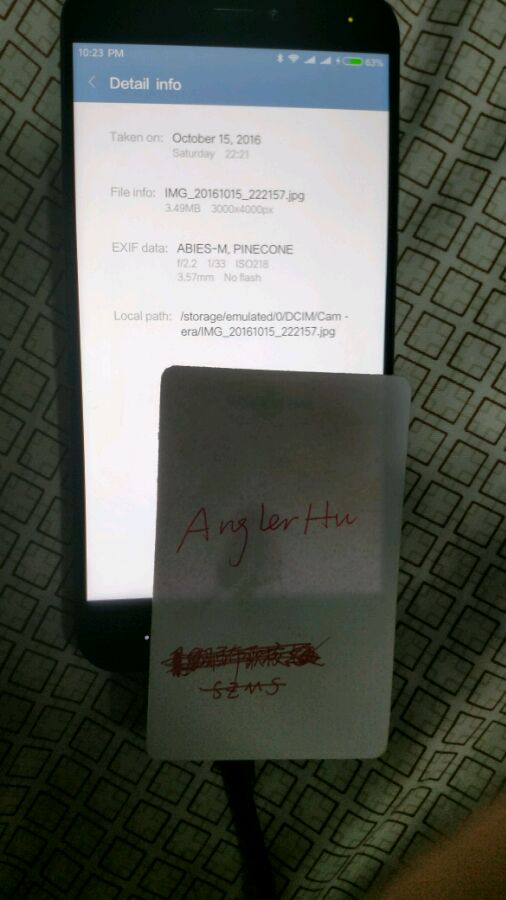 10:23 PM 63%
Detail info
Taken on: October 15, 2016
Saturday 22:21
File info: IMG_20161015_222157.jpg
3.49MB 3000x4000px
EXIF data: ABIES-M, PINECONE
f/2.2 1/33 ISO218
3.57mm No flash
Local path: /storage/emulated/0/DCIM/Cam-
era/IMG_20161015_222157.jpg
AnglerHu
SZMS